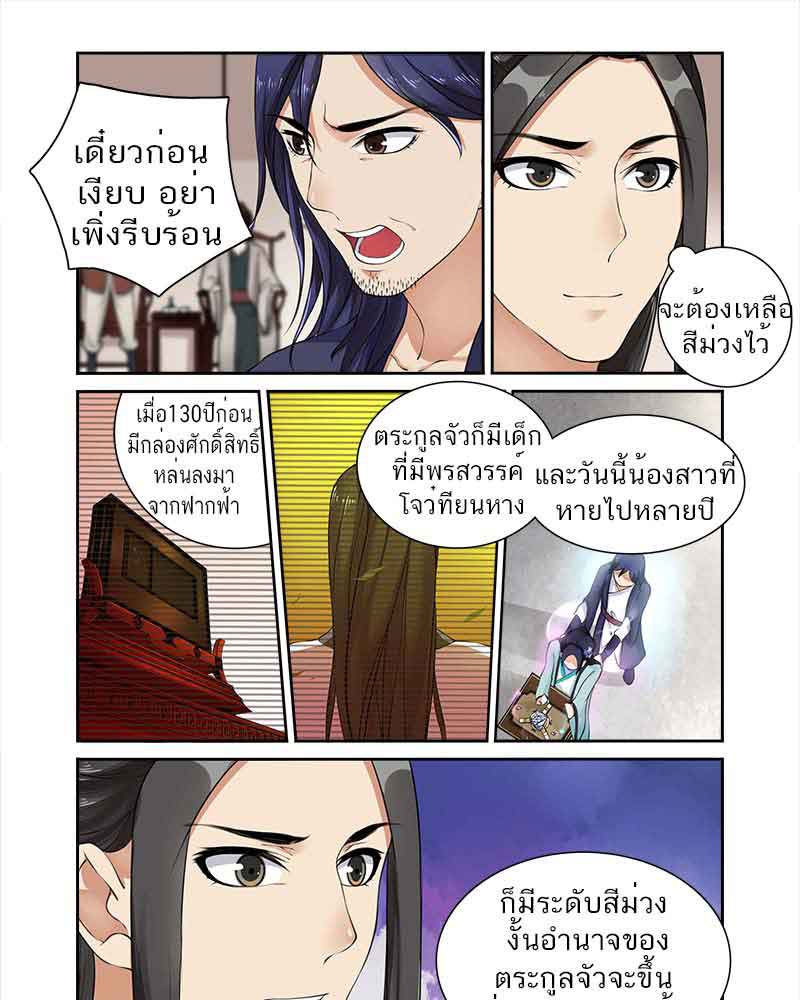 เดี๋ยวก่อน
เงียบ อย่า
เพิ่งรีบร้อน
จะต้องเหลือ
สีม่วงไว้
เมื่อ130ปีก่อน
มีกล่องศักดิ์สิทธิ์
หล่นลงมา
จากฟากฟ้า
ตระกูลจัวก็มีเด็ก
ที่มีพรสวรรค์
โจว่ทียนหาง
และวันนี้น้องสาวที่
หายไปหลายปี
ก็มีระดับสีม่วง
งั้นอำนาจของ
ตระกูลจัวจะขึ้น